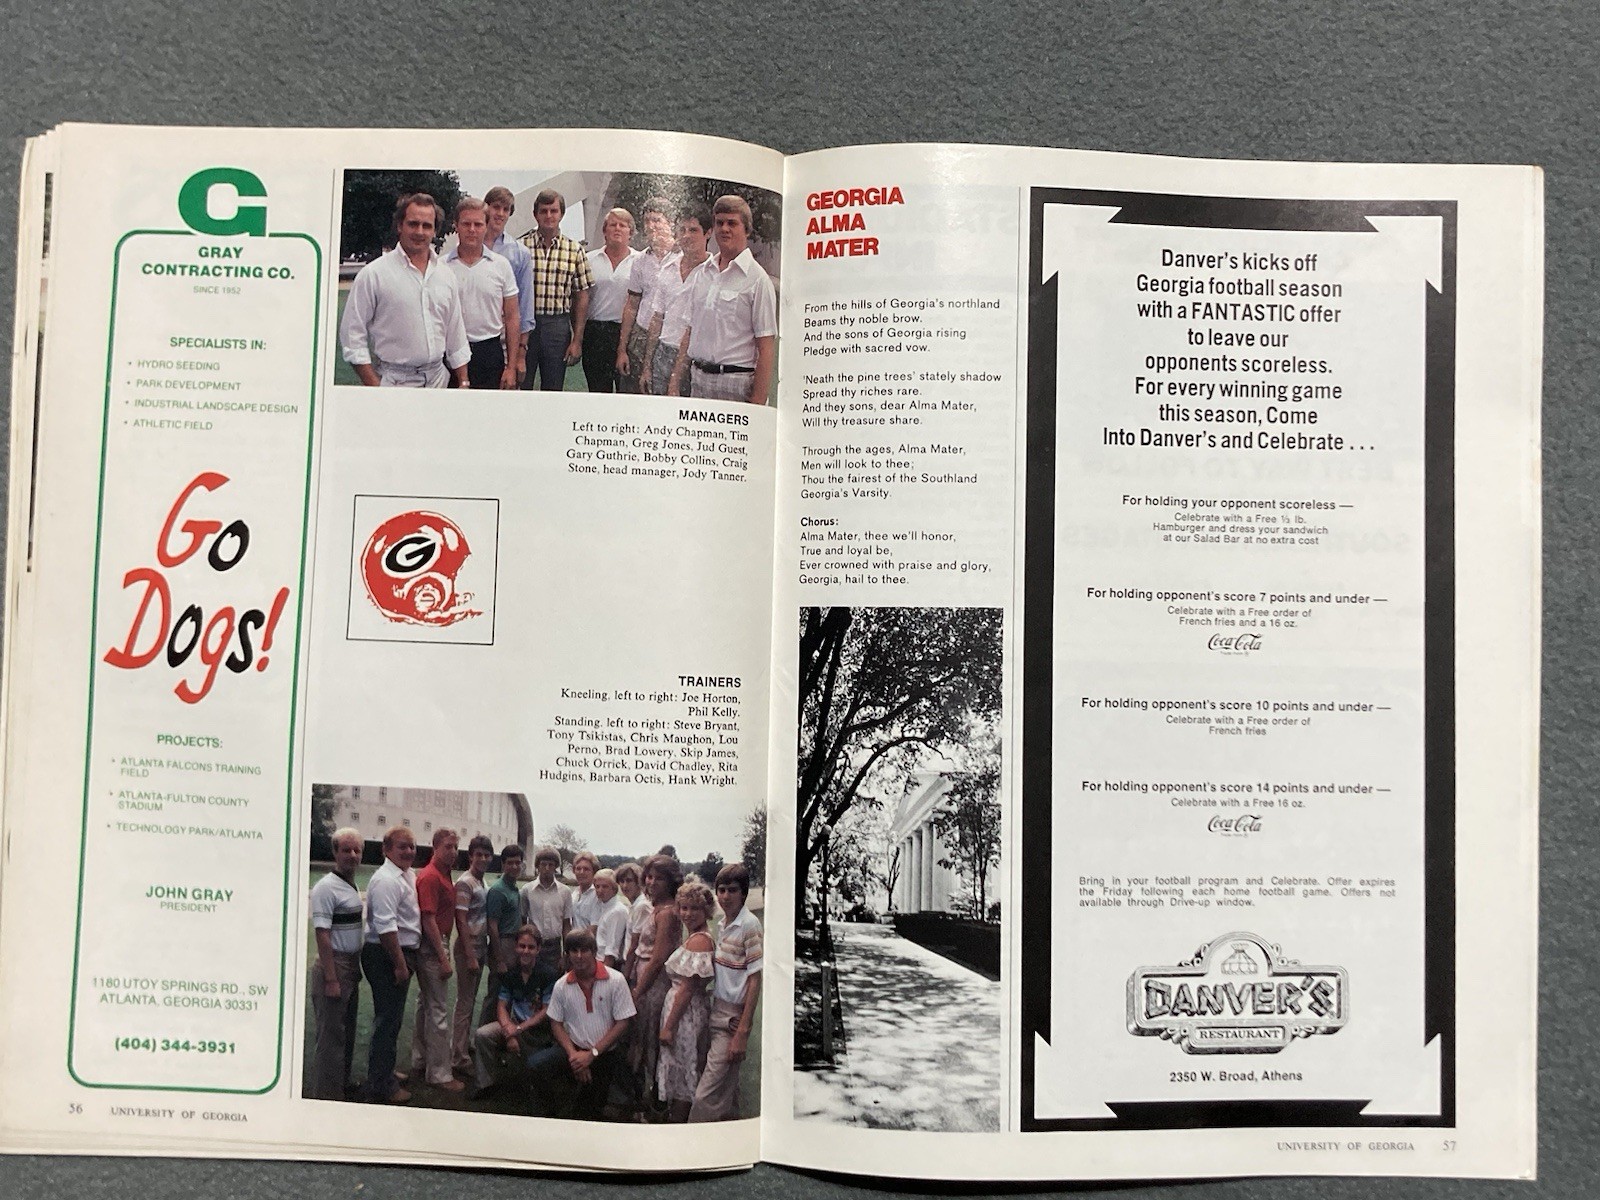 G
GRAY
CONTRACTING CO.
SINCE 1952
SPECIALISTS IN:
• HYDRO SEEDING
• PARK DEVELOPMENT
• INDUSTRIAL LANDSCAPE DESIGN
• ATHLETIC FIELD
Go
Dogs!
PROJECTS:
• ATLANTA FALCONS TRAINING
FIELD
• ATLANTA-FULTON COUNTY
STADIUM
• TECHNOLOGY PARK/ATLANTA
JOHN GRAY
PRESIDENT
1180 UTOY SPRINGS RD., SW
ATLANTA, GEORGIA 30331
(404) 344-3931
56 UNIVERSITY OF GEORGIA
MANAGERS
Left to right: Andy Chapman, Tim
Chapman, Greg Jones, Jud Guest,
Gary Guthrie, Bobby Collins, Craig
Stone, head manager, Jody Tanner.
G
TRAINERS
Kneeling, left to right: Joe Horton,
Phil Kelly.
Standing, left to right: Steve Bryant,
Tony Tsikistas, Chris Maughon, Lou
Perno, Brad Lowery, Skip James,
Chuck Orrick, David Chadley, Rita
Hudgins, Barbara Octis, Hank Wright.
GEORGIA
ALMA
MATER
From the hills of Georgia's northland
Beams thy noble brow.
And the sons of Georgia rising
Pledge with sacred vow.
'Neath the pine trees' stately shadow
Spread thy riches rare.
And they sons, dear Alma Mater,
Will thy treasure share.
Through the ages, Alma Mater,
Men will look to thee;
Thou the fairest of the Southland
Georgia's Varsity.
Chorus:
Alma Mater, thee we'll honor,
True and loyal be,
Ever crowned with praise and glory,
Georgia, hail to thee.
Danver's kicks off
Georgia football season
with a FANTASTIC offer
to leave our
opponents scoreless.
For every winning game
this season, Come
Into Danver's and Celebrate . . .
For holding your opponent scoreless —
Celebrate with a Free ⅓ lb.
Hamburger and dress your sandwich
at our Salad Bar at no extra cost
For holding opponent's score 7 points and under —
Celebrate with a Free order of
French fries and a 16 oz.
Coca-Cola
For holding opponent's score 10 points and under —
Celebrate with a Free order of
French fries
For holding opponent's score 14 points and under —
Celebrate with a Free 16 oz.
Coca-Cola
Bring in your football program and Celebrate. Offer expires
the Friday following each home football game. Offers not
available through Drive-up window.
DANVER'S
RESTAURANT
2350 W. Broad, Athens
UNIVERSITY OF GEORGIA 57